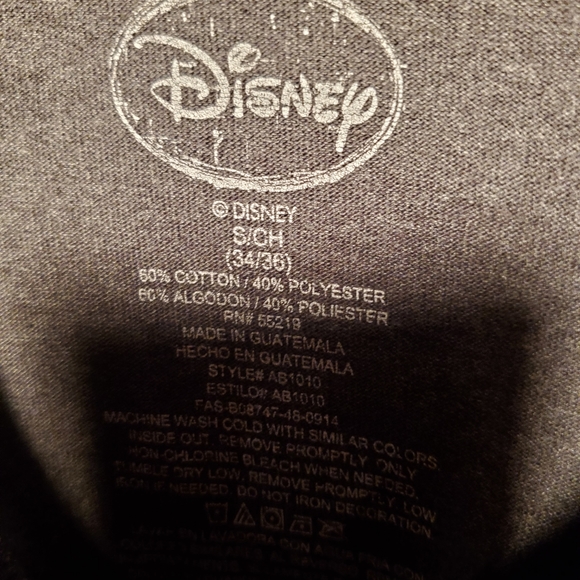 Disney
© DISNEY
S/CH
(34/36)
60% COTTON / 40% POLYESTER
60% ALGODON / 40% POLIESTER
RN# 55219
MADE IN GUATEMALA
HECHO EN GUATEMALA
STYLE# AB1010
ESTILO# AB1010
FAS-B08747-48-0914
MACHINE WASH COLD WITH SIMILAR COLORS,
INSIDE OUT. REMOVE PROMPTLY. ONLY
NON-CHLORINE BLEACH WHEN NEEDED.
TUMBLE DRY LOW, REMOVE PROMPTLY. LOW
IRON IF NEEDED. DO NOT IRON DECORATION.